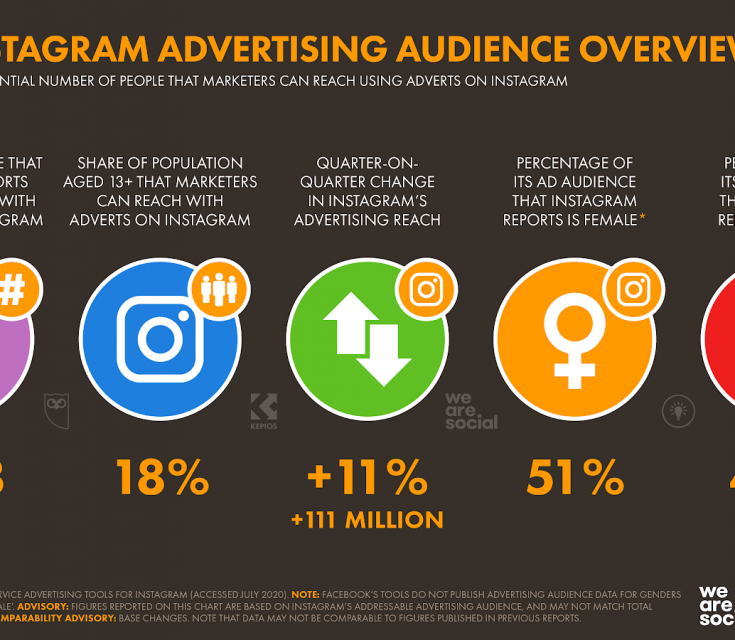 STAGRAM ADVERTISING AUDIENCE OVERVIEW
NTIAL NUMBER OF PEOPLE THAT MARKETERS CAN REACH USING ADVERTS ON INSTAGRAM
E THAT
ORTS
WITH
GRAM
SHARE OF POPULATION
AGED 13+ THAT MARKETERS
CAN REACH WITH
ADVERTS ON INSTAGRAM
QUARTER-ON-
QUARTER CHANGE
IN INSTAGRAM'S
ADVERTISING REACH
PERCENTAGE OF
ITS AD AUDIENCE
THAT INSTAGRAM
REPORTS IS FEMALE*
PE
ITS
TH
RE
#
KEPIOS
we
are
social
18%
+11%
+111 MILLION
51%
RVICE ADVERTISING TOOLS FOR INSTAGRAM (ACCESSED JULY 2020). NOTE: FACEBOOK'S TOOLS DO NOT PUBLISH ADVERTISING AUDIENCE DATA FOR GENDERS
ALE'. ADVISORY: FIGURES REPORTED ON THIS CHART ARE BASED ON INSTAGRAM'S ADDRESSABLE ADVERTISING AUDIENCE, AND MAY NOT MATCH TOTAL
MPARABILITY ADVISORY: BASE CHANGES. NOTE THAT DATA MAY NOT BE COMPARABLE TO FIGURES PUBLISHED IN PREVIOUS REPORTS.
we
are
soc